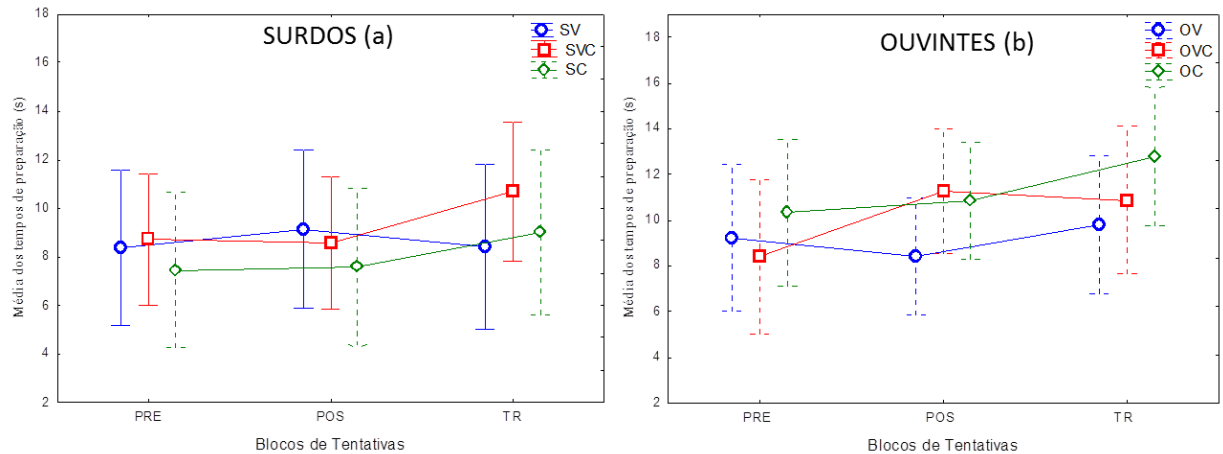 SURDOS (a)
SV
SVC
SC
Média dos tempos de preparação (s)
18
16
14
12
10
8
6
4
2
PRE
POS
TR
Blocos de Tentativas
OUVINTES (b)
OV
OVC
OC
Média dos tempos de preparação (s)
18
16
14
12
10
8
6
4
2
PRE
POS
TR
Blocos de Tentativas